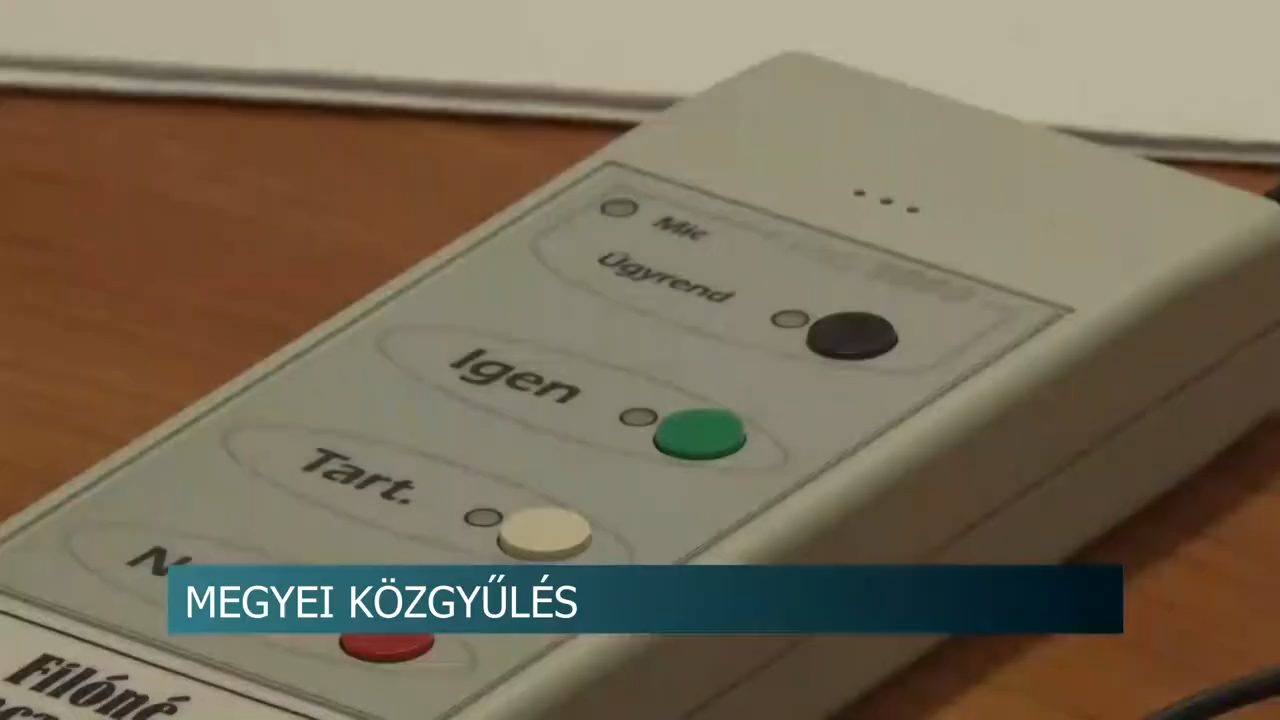 Mic
Ügyrend
Igen
Tart.
MEGYEI KÖZGYŰLÉS
Filóné